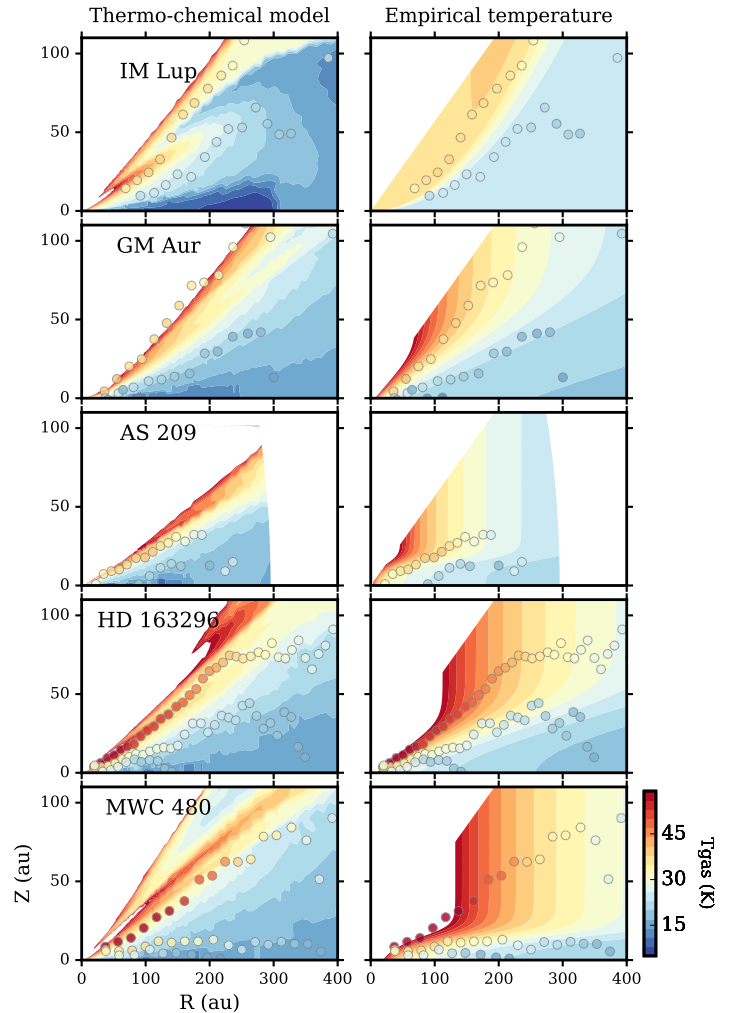 Thermo-chemical model Empirical temperature
100
50
0
IM Lup
100
50
0
GM Aur
100
50
0
AS 209
100
50
0
HD 163296
100
50
0
MWC 480
Z (au)
0 100 200 300 400
0 100 200 300 400
R (au)
45
30
15
Tgas (K)